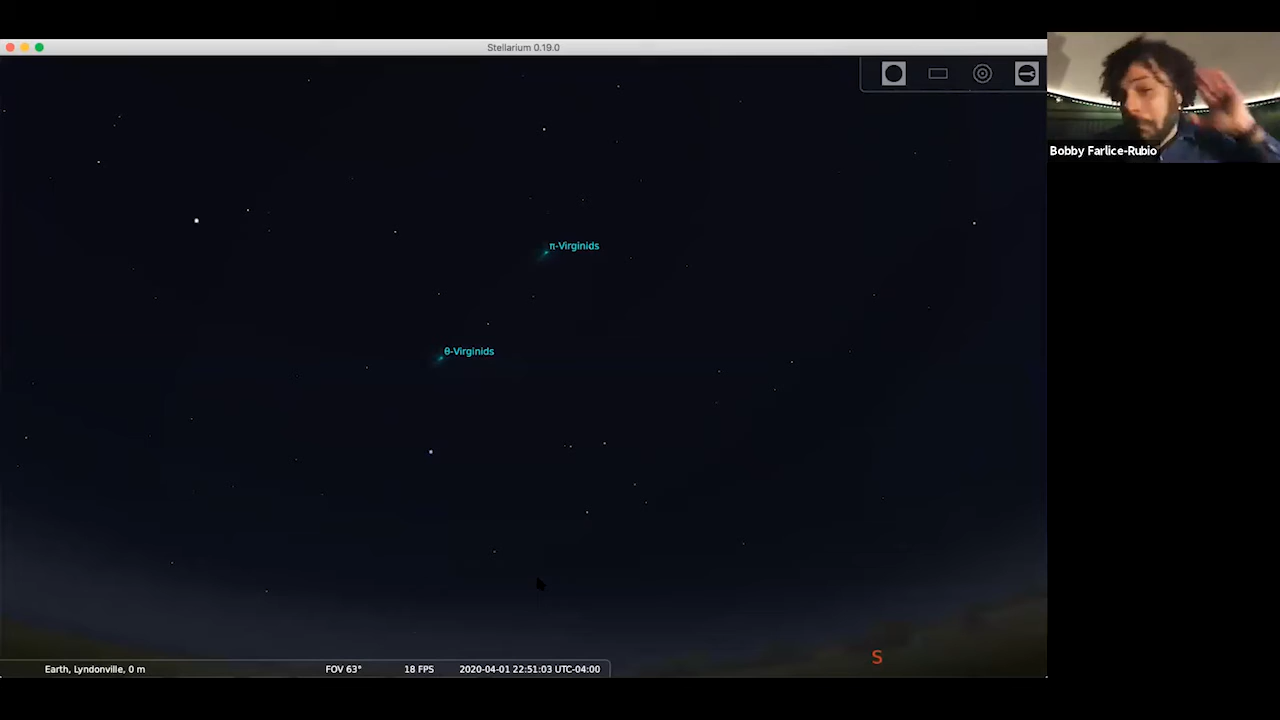 Stellarium 0.19.0
Bobby Farlice-Rubio
π-Virginids
θ-Virginids
S
Earth, Lyndonville, 0 m FOV 63° 18 FPS 2020-04-01 22:51:03 UTC-04:00